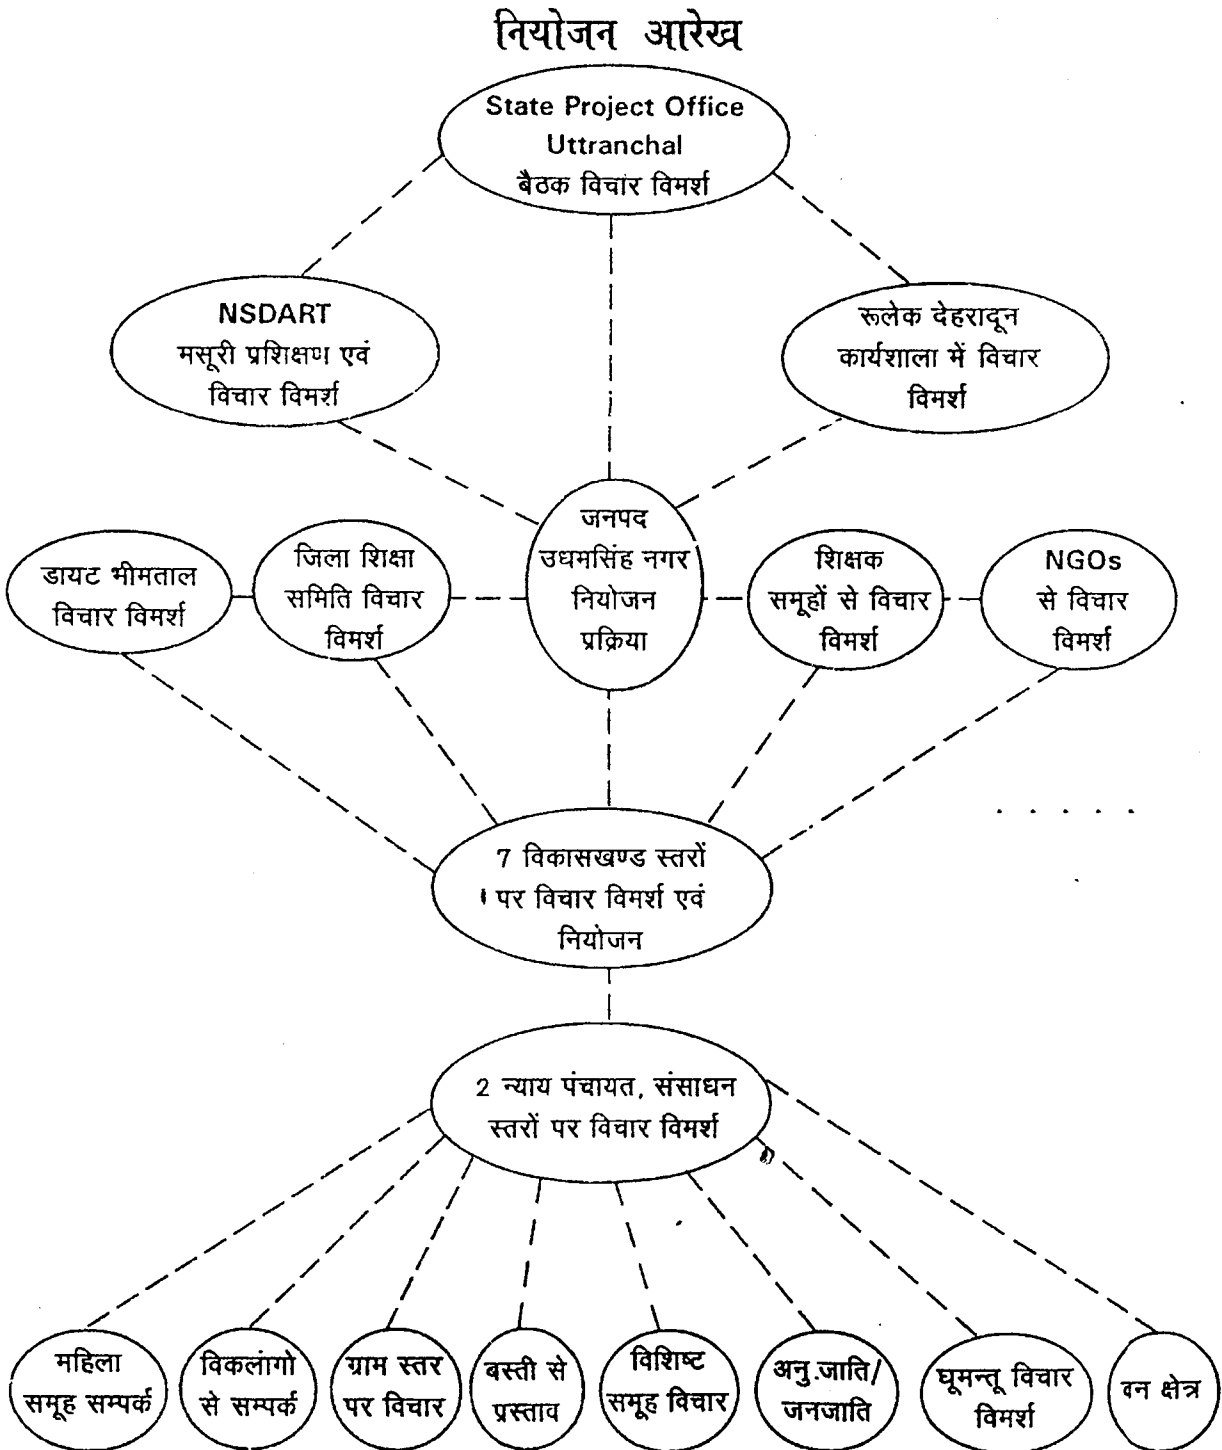 नियोजन आरेख
State Project Office
Uttranchal
बैठक विचार विमर्श
NSDART
मसूरी प्रशिक्षण एवं
विचार विमर्श
रूलेक देहरादून
कार्यशाला में विचार
विमर्श
जनपद
उधमसिंह नगर
नियोजन
प्रक्रिया
डायट भीमताल
विचार विमर्श
जिला शिक्षा
समिति विचार
विमर्श
शिक्षक
समूहों से विचार
विमर्श
NGOs
से विचार
विमर्श
7 विकासखण्ड स्तरों
पर विचार विमर्श एवं
नियोजन
2 न्याय पंचायत, संसाधन
स्तरों पर विचार विमर्श
महिला
समूह सम्पर्क
विकलांगो
से सम्पर्क
ग्राम स्तर
पर विचार
बस्ती से
प्रस्ताव
विशिष्ट
समूह विचार
अनु.जाति/
जनजाति
घूमन्तू विचार
विमर्श
वन क्षेत्र